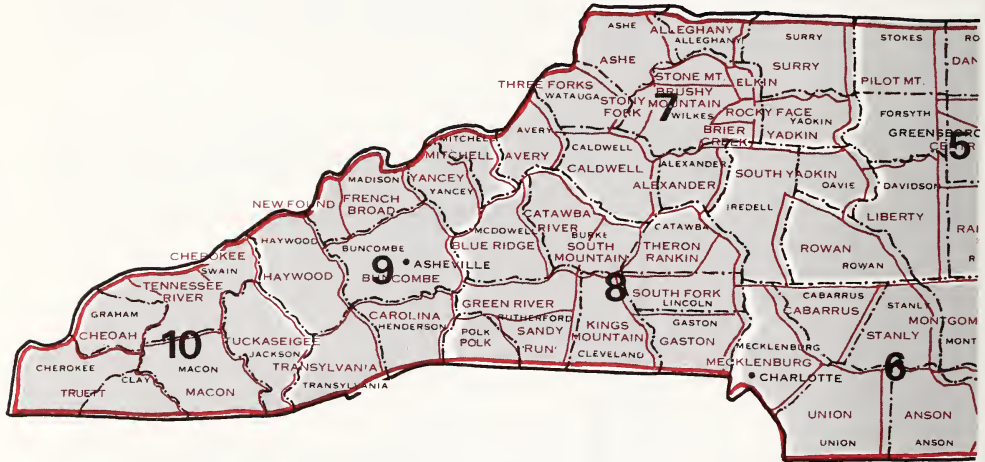 ASHE
ALLEGHANY
ALLEGHANY
SURRY
STOKES
RO
ASHE
SURRY
DAN
STONE MT.
ELKIN
PILOT MT.
THREE FORKS
WATAUGA
STONY
FORK
BRUSHY
MOUNTAIN
7
WILKES
ROCKY FACE
YADKIN
YADKIN
FORSYTH
GREENSBORO
5
BRIER
CREEK
MITCHELL
MITCHELL
AVERY
AVERY
CALDWELL
CALDWELL
ALEXANDER
ALEXANDER
SOUTH YADKIN
DAVIE
DAVIDSON
LIBERTY
IREDELL
MADISON
YANCEY
YANCEY
NEW FOUND
FRENCH
BROAD
CATAWBA
RIVER
BURKE
SOUTH
MOUNTAIN
CATAWBA
THERON
RANKIN
ROWAN
ROWAN
RA
R
HAYWOOD
HAYWOOD
BUNCOMBE
9
ASHEVILLE
BUNCOMBE
MCDOWELL
BLUE RIDGE
CHEROKEE
SWAIN
TENNESSEE
RIVER
8
SOUTH FORK
LINCOLN
CABARRUS
CABARRUS
STANL
STANLY
MONTGOM
MONT
GRAHAM
CHEOAH
10
TUCKASEIGEE
JACKSON
CAROLINA
HENDERSON
GREEN RIVER
RUTHERFORD
SANDY
RUN
POLK
POLK
KINGS
MOUNTAIN
CLEVELAND
GASTON
GASTON
MECKLENBURG
MECKLENBURG
CHARLOTTE
6
CHEROKEE
CLAY
MACON
MACON
TRUETT
TRANSYLVANIA
TRANSYLVANIA
UNION
UNION
ANSON
ANSON